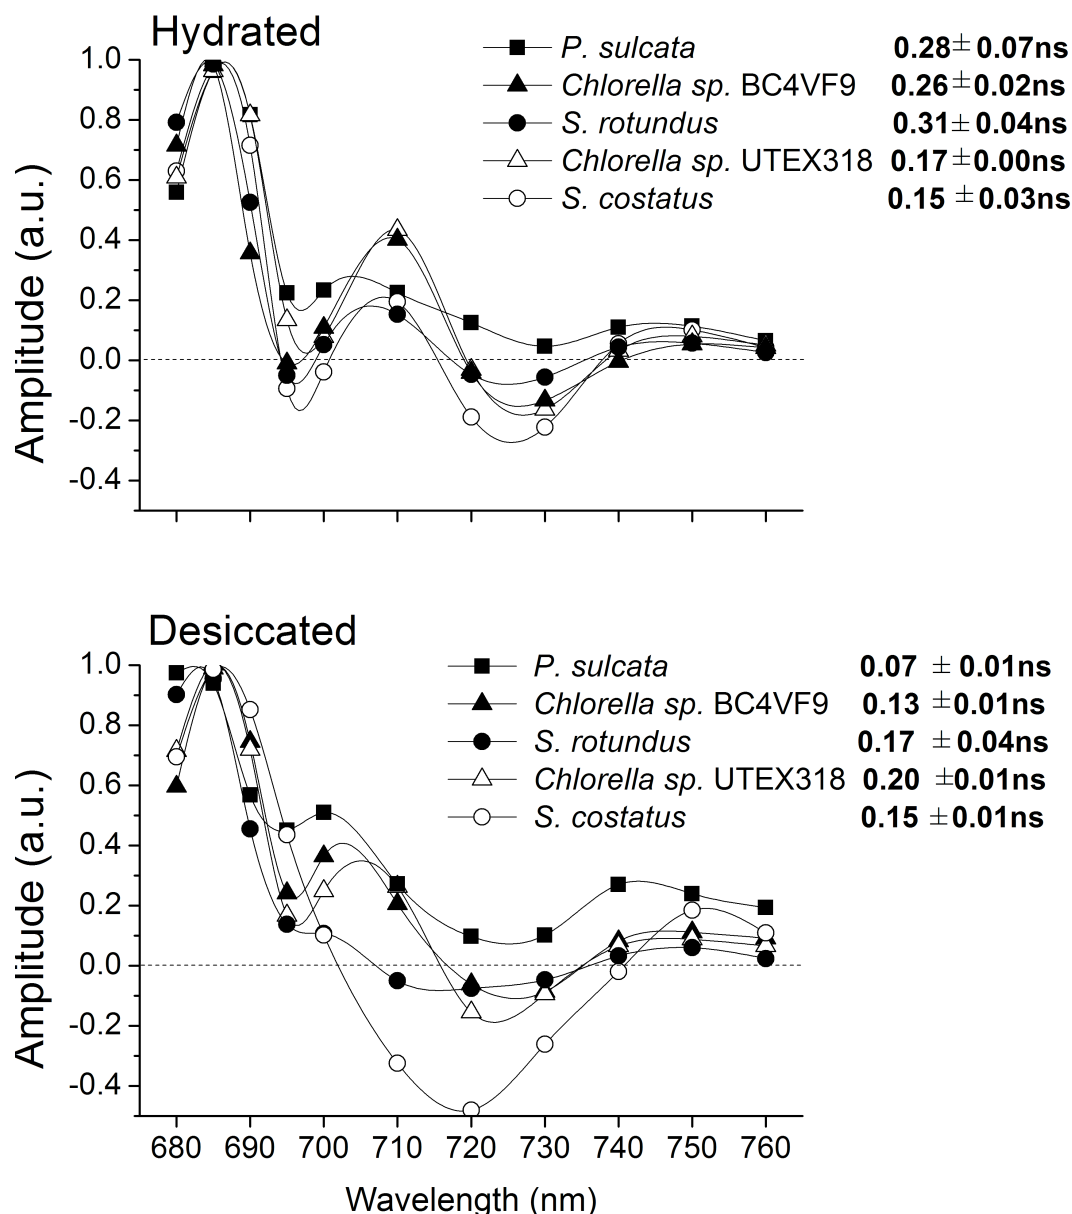 Hydrated
P. sulcata 0.28± 0.07ns
Chlorella sp. BC4VF9 0.26± 0.02ns
S. rotundus 0.31± 0.04ns
Chlorella sp. UTEX318 0.17± 0.00ns
S. costatus 0.15 ± 0.03ns
1.0
0.8
0.6
0.4
0.2
0.0
-0.2
-0.4
Amplitude (a.u.)
Desiccated
P. sulcata 0.07 ± 0.01ns
Chlorella sp. BC4VF9 0.13 ±0.01ns
S. rotundus 0.17 ±0.04ns
Chlorella sp. UTEX318 0.20 ±0.01ns
S. costatus 0.15 ±0.01ns
1.0
0.8
0.6
0.4
0.2
0.0
-0.2
-0.4
Amplitude (a.u.)
680 690 700 710 720 730 740 750 760
Wavelength (nm)